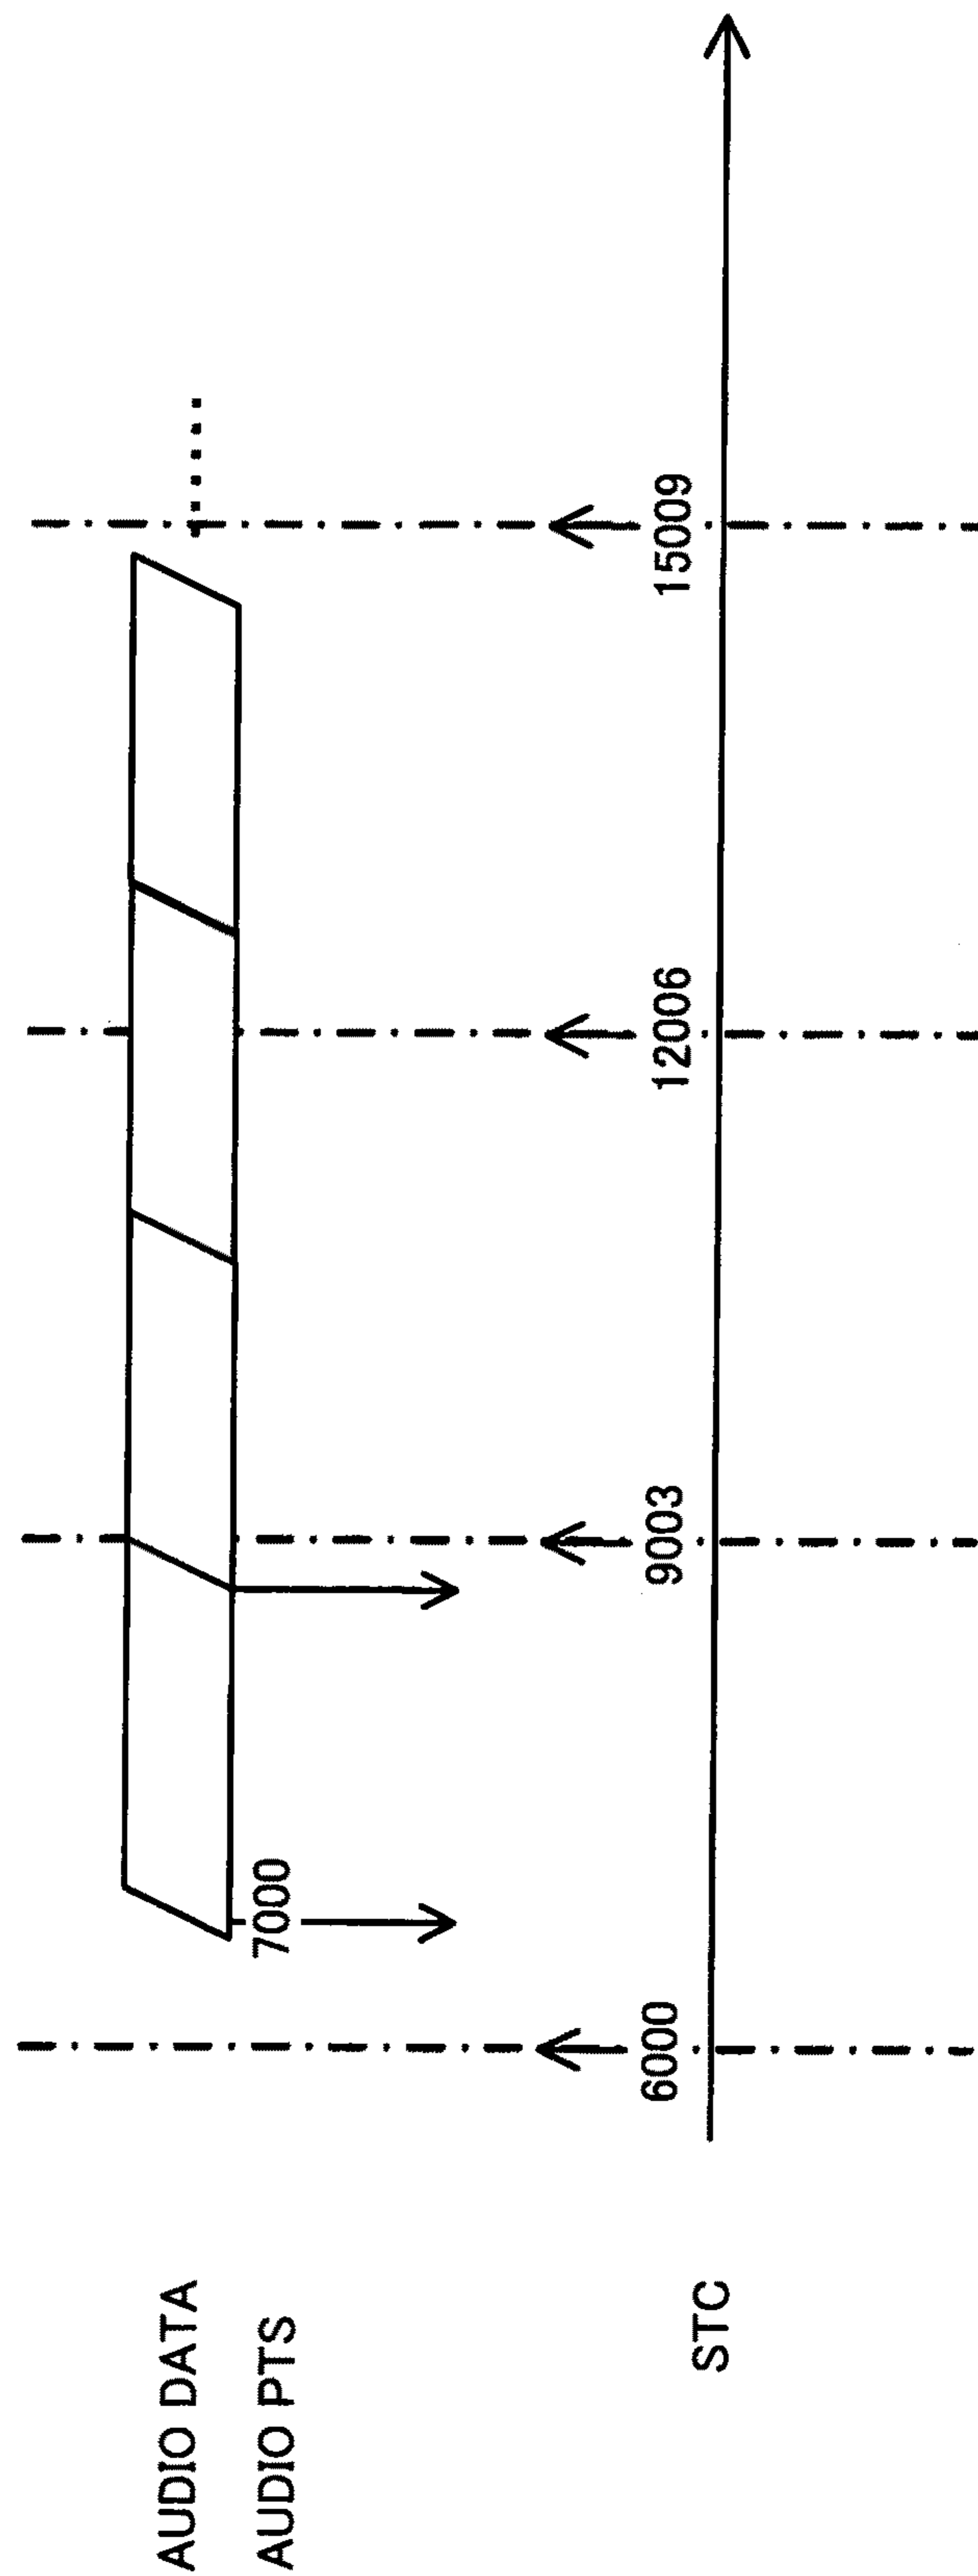 AUDIO DATA
AUDIO PTS
7000
STC
6000
9003
12006
15009